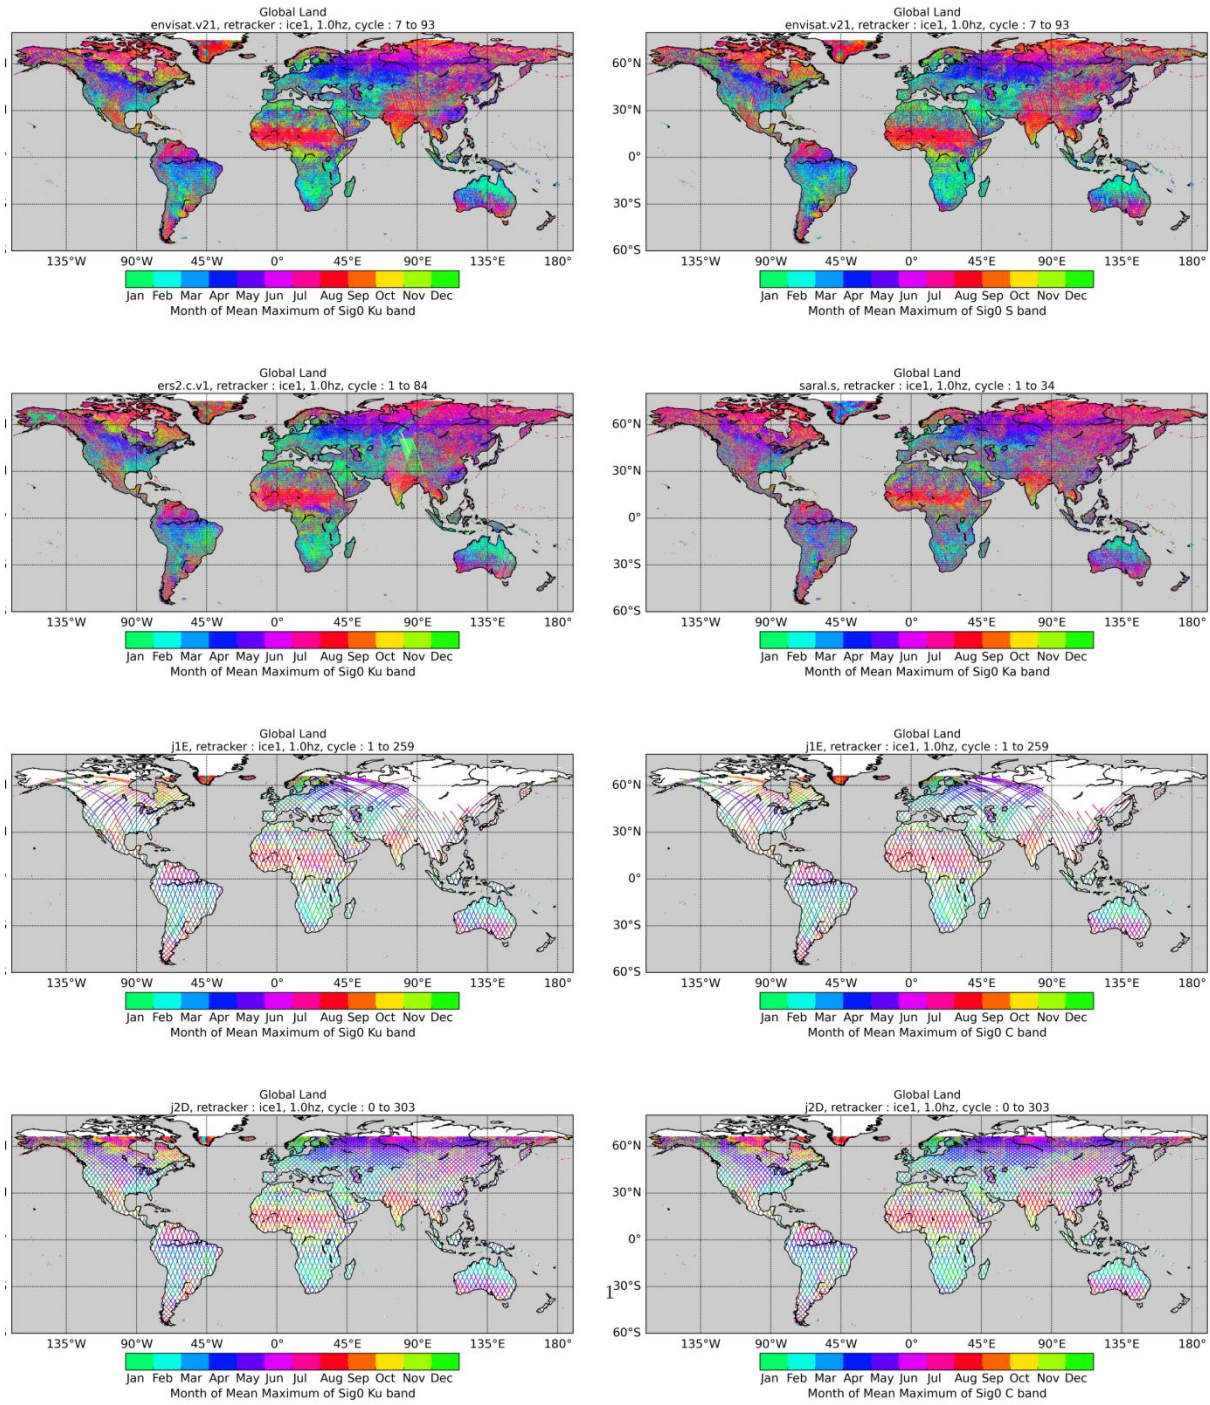 Global Land
envisat.v21, retracker : ice1, 1.0hz, cycle : 7 to 93
135°W 90°W 45°W 0° 45°E 90°E 135°E 180°
Jan Feb Mar Apr May Jun Jul Aug Sep Oct Nov Dec
Month of Mean Maximum of Sig0 Ku band
Global Land
envisat.v21, retracker : ice1, 1.0hz, cycle : 7 to 93
60°N
30°N
0°
30°S
60°S
135°W 90°W 45°W 0° 45°E 90°E 135°E 180°
Jan Feb Mar Apr May Jun Jul Aug Sep Oct Nov Dec
Month of Mean Maximum of Sig0 S band
Global Land
ers2.c.v1, retracker : ice1, 1.0hz, cycle : 1 to 84
135°W 90°W 45°W 0° 45°E 90°E 135°E 180°
Jan Feb Mar Apr May Jun Jul Aug Sep Oct Nov Dec
Month of Mean Maximum of Sig0 Ku band
Global Land
saral.s, retracker : ice1, 1.0hz, cycle : 1 to 34
60°N
30°N
0°
30°S
60°S
135°W 90°W 45°W 0° 45°E 90°E 135°E 180°
Jan Feb Mar Apr May Jun Jul Aug Sep Oct Nov Dec
Month of Mean Maximum of Sig0 Ka band
Global Land
j1E, retracker : ice1, 1.0hz, cycle : 1 to 259
135°W 90°W 45°W 0° 45°E 90°E 135°E 180°
Jan Feb Mar Apr May Jun Jul Aug Sep Oct Nov Dec
Month of Mean Maximum of Sig0 Ku band
Global Land
j1E, retracker : ice1, 1.0hz, cycle : 1 to 259
60°N
30°N
0°
30°S
60°S
135°W 90°W 45°W 0° 45°E 90°E 135°E 180°
Jan Feb Mar Apr May Jun Jul Aug Sep Oct Nov Dec
Month of Mean Maximum of Sig0 C band
Global Land
j2D, retracker : ice1, 1.0hz, cycle : 0 to 303
135°W 90°W 45°W 0° 45°E 90°E 135°E 180°
Jan Feb Mar Apr May Jun Jul Aug Sep Oct Nov Dec
Month of Mean Maximum of Sig0 Ku band
Global Land
j2D, retracker : ice1, 1.0hz, cycle : 0 to 303
60°N
30°N
0°
30°S
60°S
135°W 90°W 45°W 0° 45°E 90°E 135°E 180°
Jan Feb Mar Apr May Jun Jul Aug Sep Oct Nov Dec
Month of Mean Maximum of Sig0 C band
1